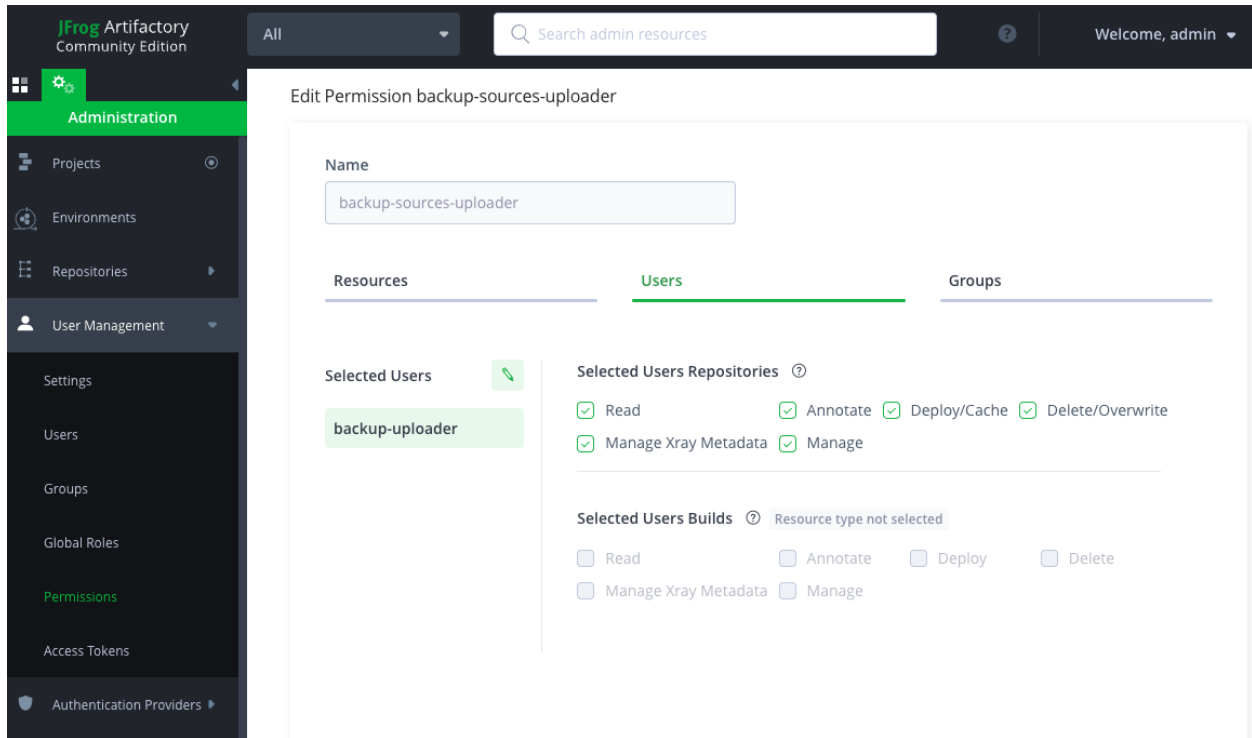 JFrog Artifactory
Community Edition
All
Search admin resources
Welcome, admin
Administration
Projects
Environments
Repositories
User Management
Settings
Users
Groups
Global Roles
Permissions
Access Tokens
Authentication Providers
Edit Permission backup-sources-uploader
Name
backup-sources-uploader
Resources Users Groups
Selected Users
backup-uploader
Selected Users Repositories ?
Read Annotate Deploy/Cache Delete/Overwrite
Manage Xray Metadata Manage
Selected Users Builds ? Resource type not selected
Read Annotate Deploy Delete
Manage Xray Metadata Manage